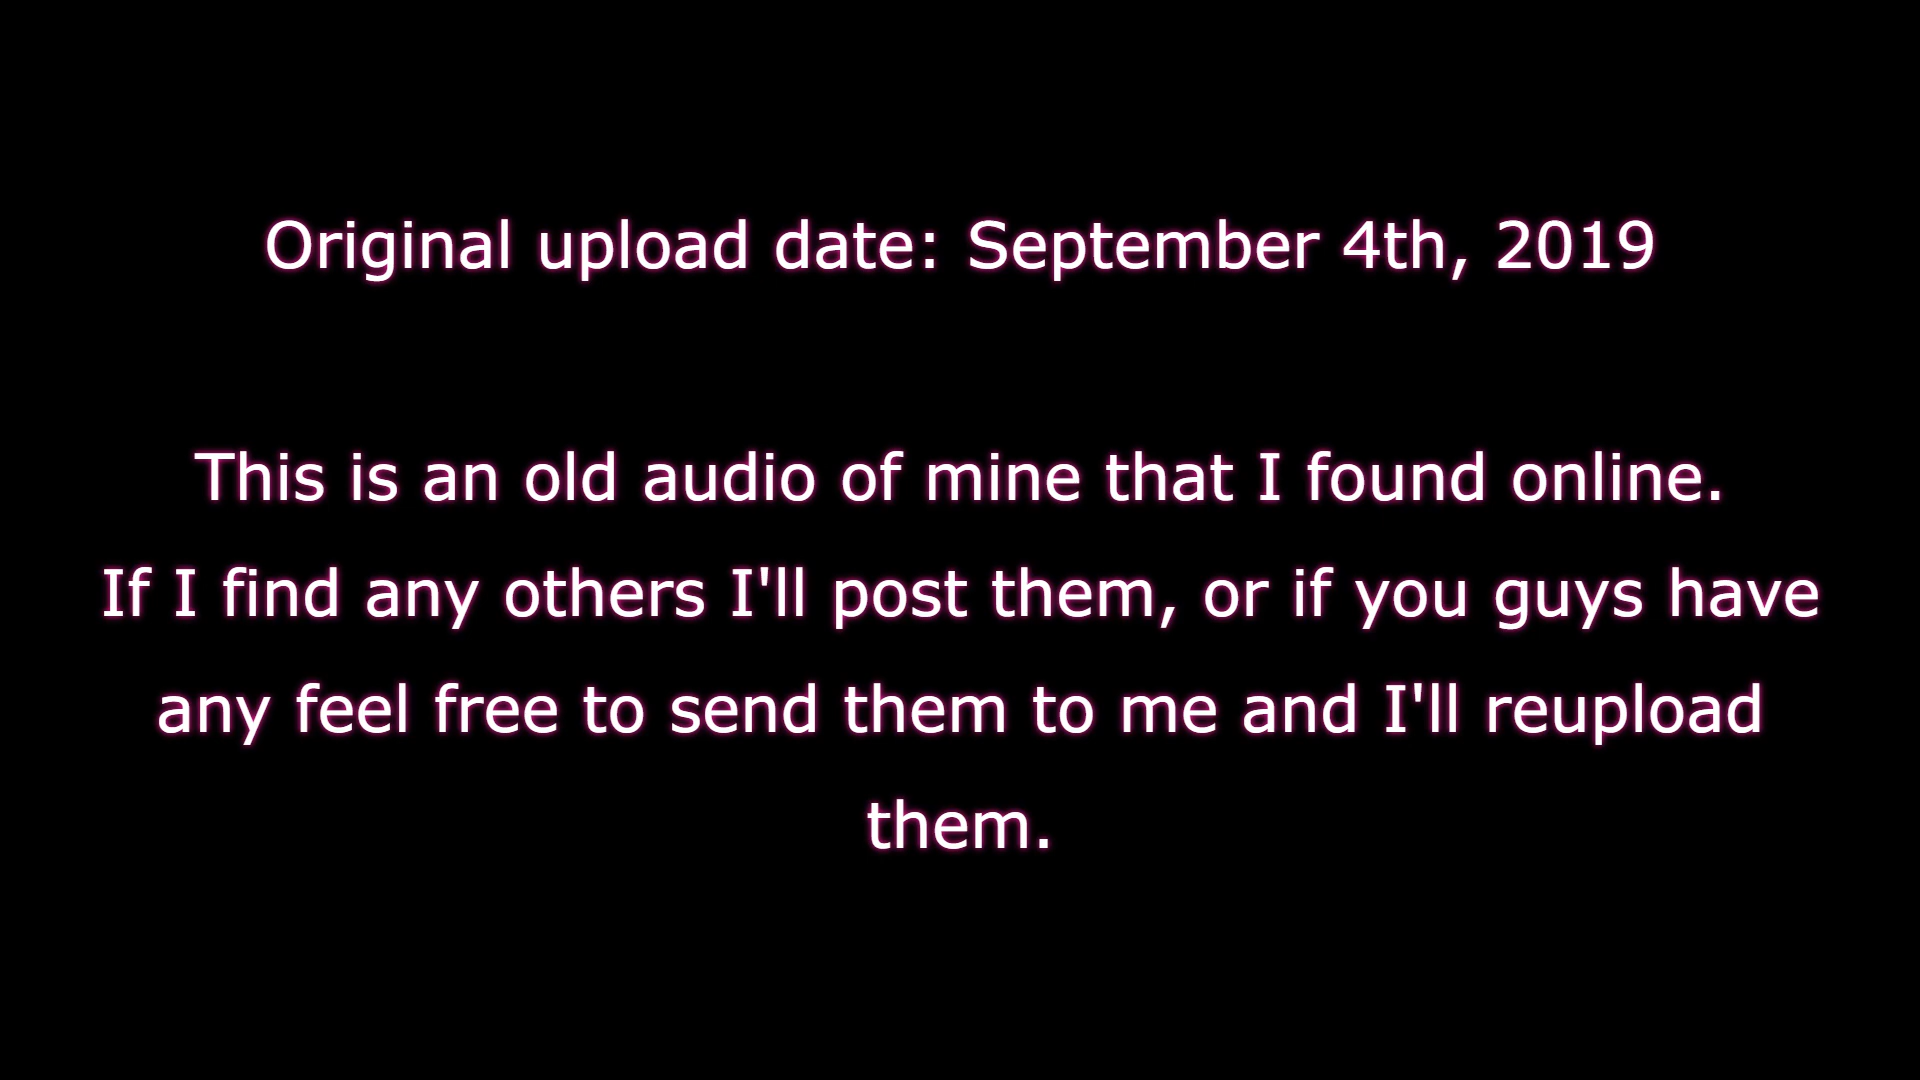 Original upload date: September 4th, 2019
This is an old audio of mine that I found online.
If I find any others I'll post them, or if you guys have
any feel free to send them to me and I'll reupload
them.